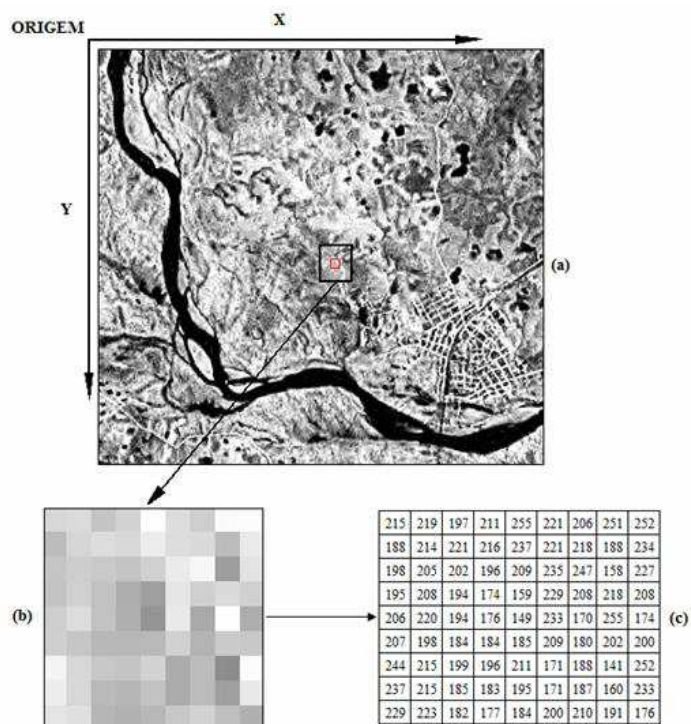 X
ORIGEM
Y
(a)
(b)
(c)
215 219 197 211 255 221 206 251 252
188 214 221 216 237 221 218 188 234
198 205 202 196 209 235 247 158 227
195 208 194 174 159 229 208 218 208
206 220 194 176 149 233 170 255 174
207 198 184 184 185 209 180 202 200
244 215 199 196 211 171 188 141 252
237 215 185 183 195 171 187 160 233
229 223 182 177 184 200 210 191 176